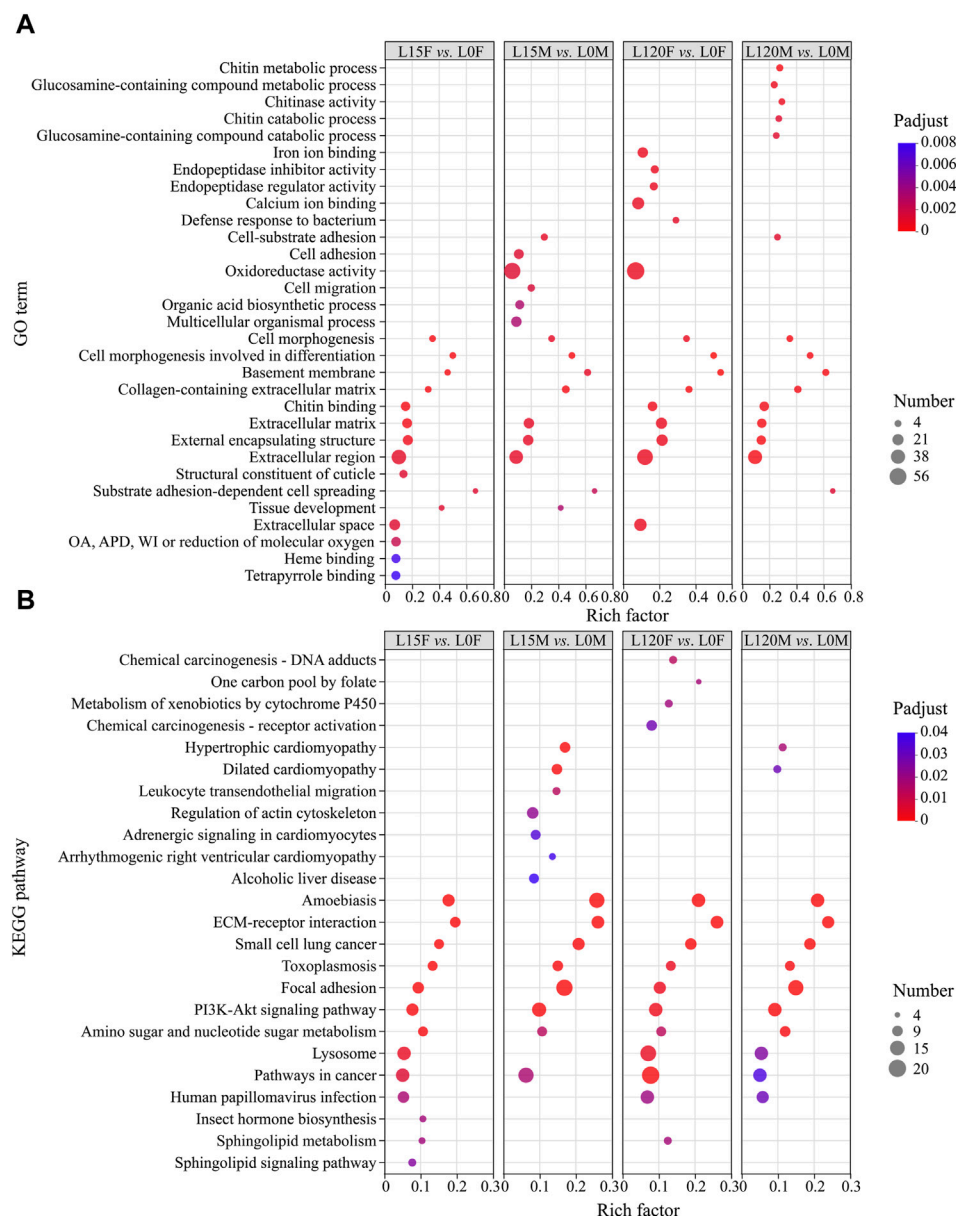 A
L15F vs. L0F
L15M vs. L0M
L120F vs. L0F
L120M vs. L0M
GO term
Chitin metabolic process
Glucosamine-containing compound metabolic process
Chitinase activity
Chitin catabolic process
Glucosamine-containing compound catabolic process
Iron ion binding
Endopeptidase inhibitor activity
Endopeptidase regulator activity
Calcium ion binding
Defense response to bacterium
Cell-substrate adhesion
Cell adhesion
Oxidoreductase activity
Cell migration
Organic acid biosynthetic process
Multicellular organismal process
Cell morphogenesis
Cell morphogenesis involved in differentiation
Basement membrane
Collagen-containing extracellular matrix
Chitin binding
Extracellular matrix
External encapsulating structure
Extracellular region
Structural constituent of cuticle
Substrate adhesion-dependent cell spreading
Tissue development
Extracellular space
OA, APD, WI or reduction of molecular oxygen
Heme binding
Tetrapyrrole binding
0 0.2 0.4 0.6 0.8 0.2 0.4 0.6 0.8 0.2 0.4 0.6 0 0.2 0.4 0.6 0.8
Rich factor
Padjust
0.008
0.006
0.004
0.002
0
Number
4
21
38
56
B
L15F vs. L0F
L15M vs. L0M
L120F vs. L0F
L120M vs. L0M
KEGG pathway
Chemical carcinogenesis - DNA adducts
One carbon pool by folate
Metabolism of xenobiotics by cytochrome P450
Chemical carcinogenesis - receptor activation
Hypertrophic cardiomyopathy
Dilated cardiomyopathy
Leukocyte transendothelial migration
Regulation of actin cytoskeleton
Adrenergic signaling in cardiomyocytes
Arrhythmogenic right ventricular cardiomyopathy
Alcoholic liver disease
Amoebiasis
ECM-receptor interaction
Small cell lung cancer
Toxoplasmosis
Focal adhesion
PI3K-Akt signaling pathway
Amino sugar and nucleotide sugar metabolism
Lysosome
Pathways in cancer
Human papillomavirus infection
Insect hormone biosynthesis
Sphingolipid metabolism
Sphingolipid signaling pathway
0 0.1 0.2 0.30 0.1 0.2 0.30 0.1 0.2 0.30 0.1 0.2 0.3
Rich factor
Padjust
0.04
0.03
0.02
0.01
0
Number
4
9
15
20